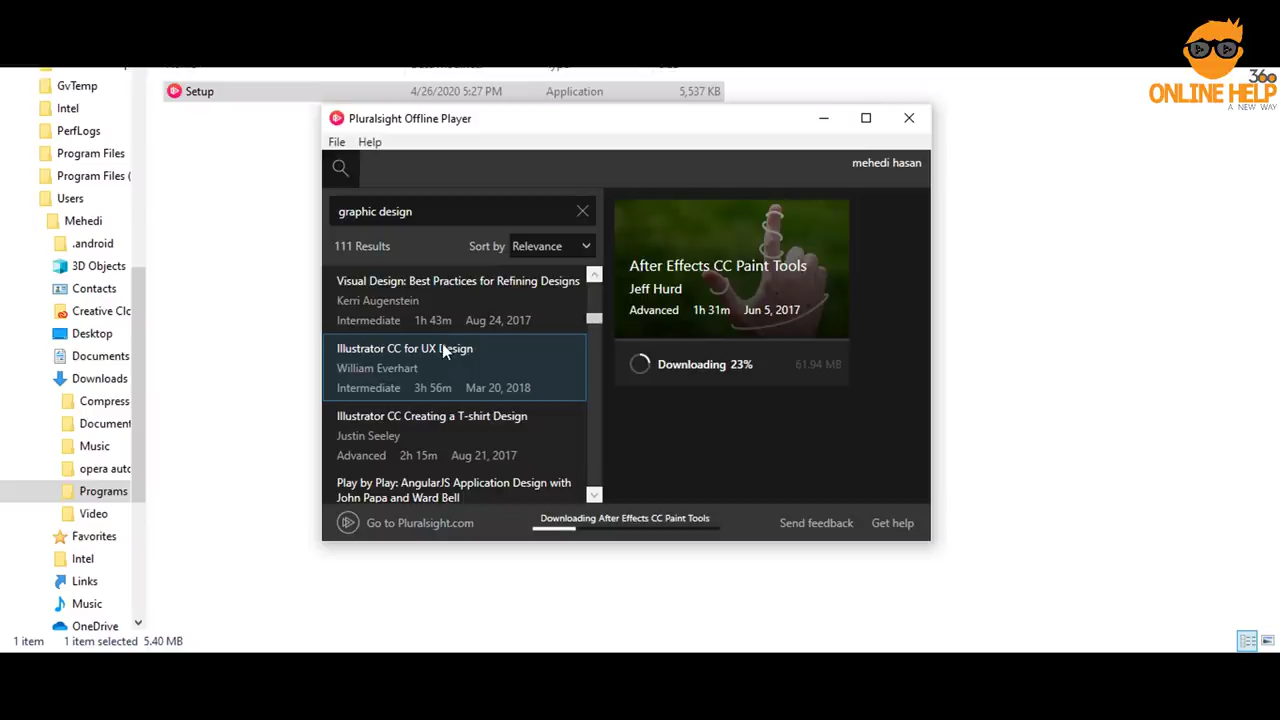 GvTemp
Intel
PerfLogs
Program Files
Program Files (
Users
Mehedi
.android
3D Objects
Contacts
Creative Clo
Desktop
Documents
Downloads
Compress
Document
Music
opera auto
Programs
Video
Favorites
Intel
Links
Music
OneDrive
1 item 1 item selected 5.40 MB
Setup 4/26/2020 5:27 PM Application 5,537 KB
Pluralsight Offline Player
File Help
mehedi hasan
graphic design
111 Results Sort by Relevance
Visual Design: Best Practices for Refining Designs
Kerri Augenstein
Intermediate 1h 43m Aug 24, 2017
Illustrator CC for UX Design
William Everhart
Intermediate 3h 56m Mar 20, 2018
Illustrator CC Creating a T-shirt Design
Justin Seeley
Advanced 2h 15m Aug 21, 2017
Play by Play: AngularJS Application Design with
John Papa and Ward Bell
After Effects CC Paint Tools
Jeff Hurd
Advanced 1h 31m Jun 5, 2017
Downloading 23% 61.94 MB
Go to Pluralsight.com
Downloading After Effects CC Paint Tools
Send feedback Get help
360
ONLINE HELP
A NEW WAY